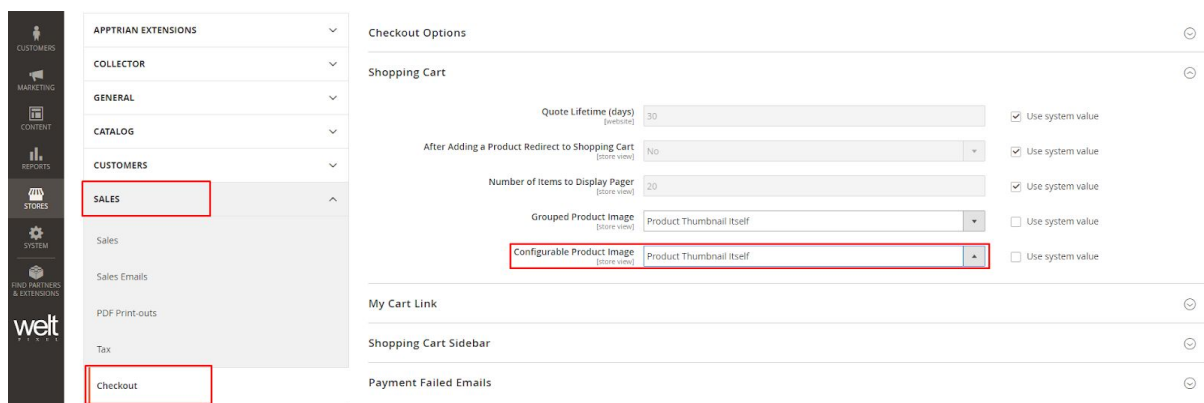 CUSTOMERS
MARKETING
CONTENT
REPORTS
STORES
SYSTEM
FIND PARTNERS
& EXTENSIONS
welt
PIXEL
APPTRIAN EXTENSIONS
COLLECTOR
GENERAL
CATALOG
CUSTOMERS
SALES
Sales
Sales Emails
PDF Print-outs
Tax
Checkout
Checkout Options
Shopping Cart
Quote Lifetime (days)
[website]
30
Use system value
After Adding a Product Redirect to Shopping Cart
[store view]
No
Use system value
Number of Items to Display Pager
[store view]
20
Use system value
Grouped Product Image
[store view]
Product Thumbnail Itself
Use system value
Configurable Product Image
[store view]
Product Thumbnail Itself
Use system value
My Cart Link
Shopping Cart Sidebar
Payment Failed Emails